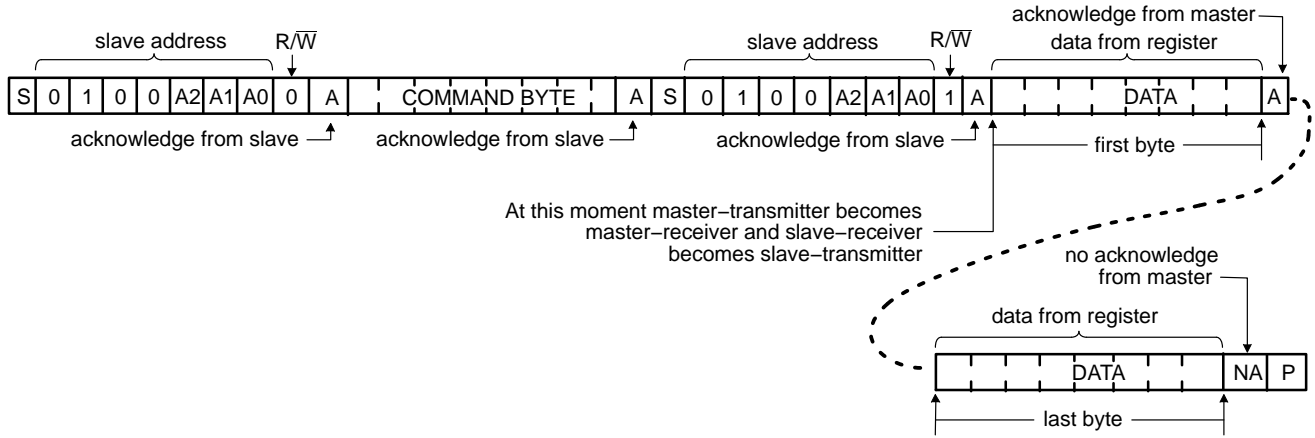 acknowledge from master
slave address R/W̅ slave address R/W̅ data from register
S 0 1 0 0 A2 A1 A0 0 A COMMAND BYTE A S 0 1 0 0 A2 A1 A0 1 A DATA A
acknowledge from slave acknowledge from slave acknowledge from slave first byte
At this moment master−transmitter becomes
master−receiver and slave−receiver
becomes slave−transmitter
no acknowledge
from master
data from register
DATA NA P
last byte